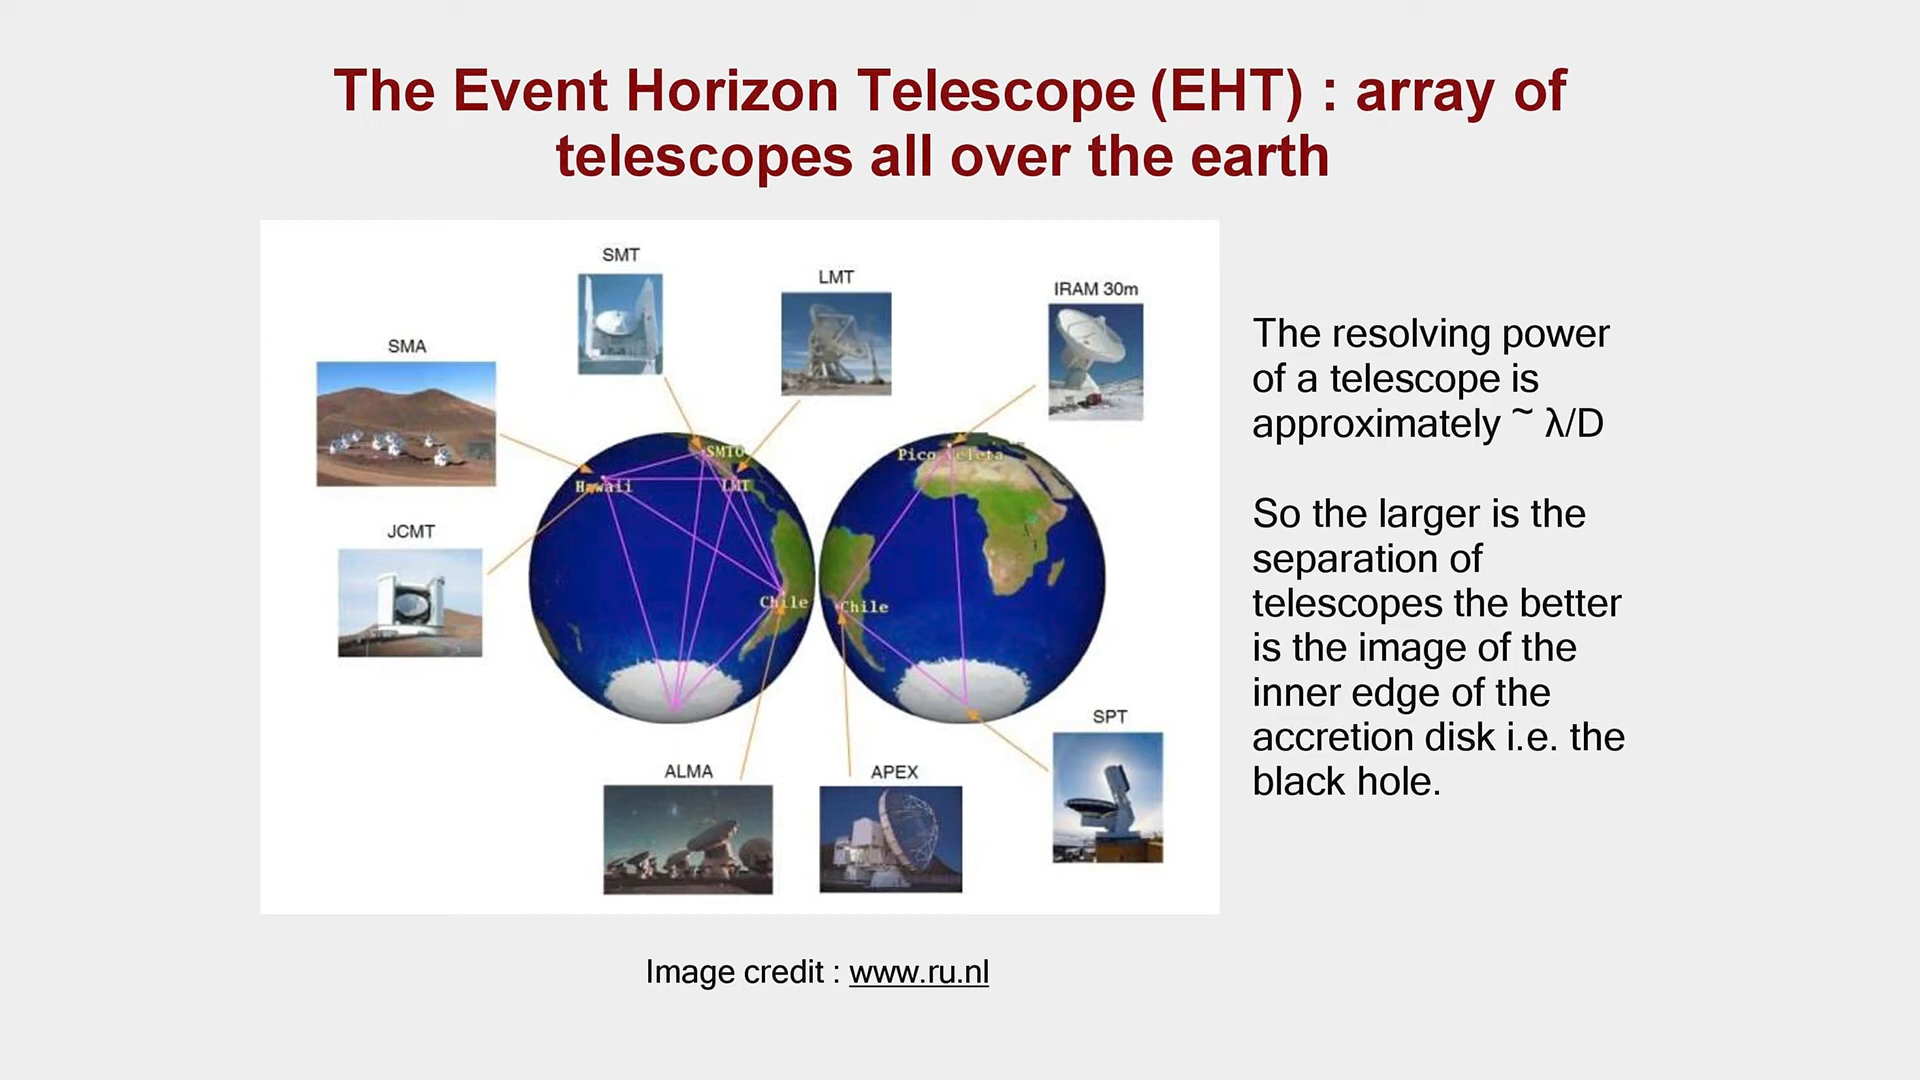 The Event Horizon Telescope (EHT) : array of
telescopes all over the earth
SMT
LMT
IRAM 30m
SMA
SMTO
Pico Veleta
Hawaii
LMT
JCMT
Chile
Chile
SPT
ALMA
APEX
The resolving power
of a telescope is
approximately ~ λ/D
So the larger is the
separation of
telescopes the better
is the image of the
inner edge of the
accretion disk i.e. the
black hole.
Image credit : www.ru.nl